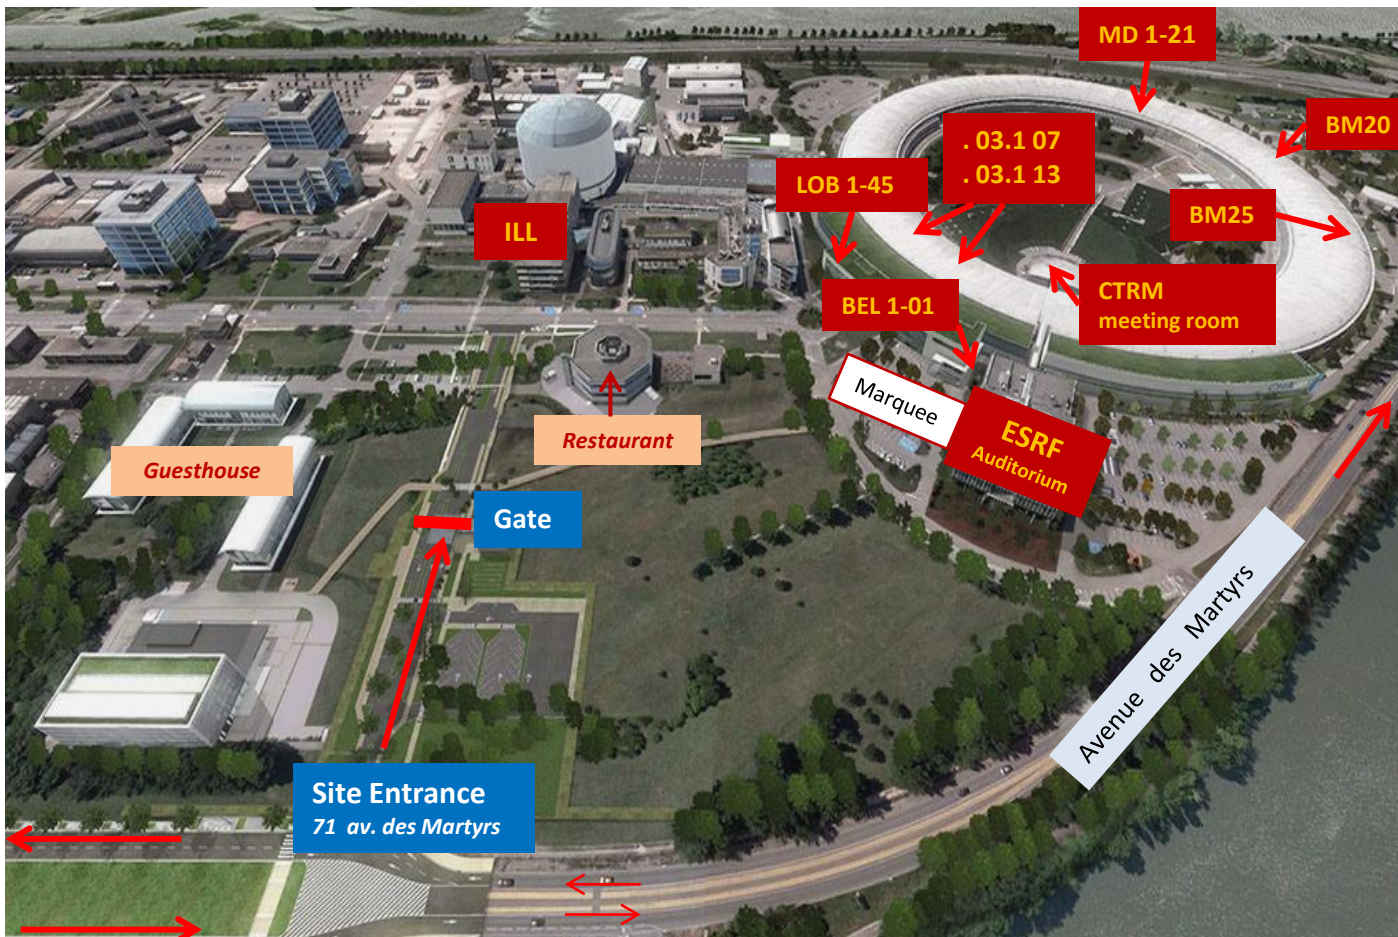 MD 1-21
BM20
. 03.1 07
. 03.1 13
LOB 1-45
BM25
ILL
CTRM
meeting room
BEL 1-01
Marquee
ESRF
Auditorium
Restaurant
Guesthouse
Gate
Avenue des Martyrs
Site Entrance
71 av. des Martyrs